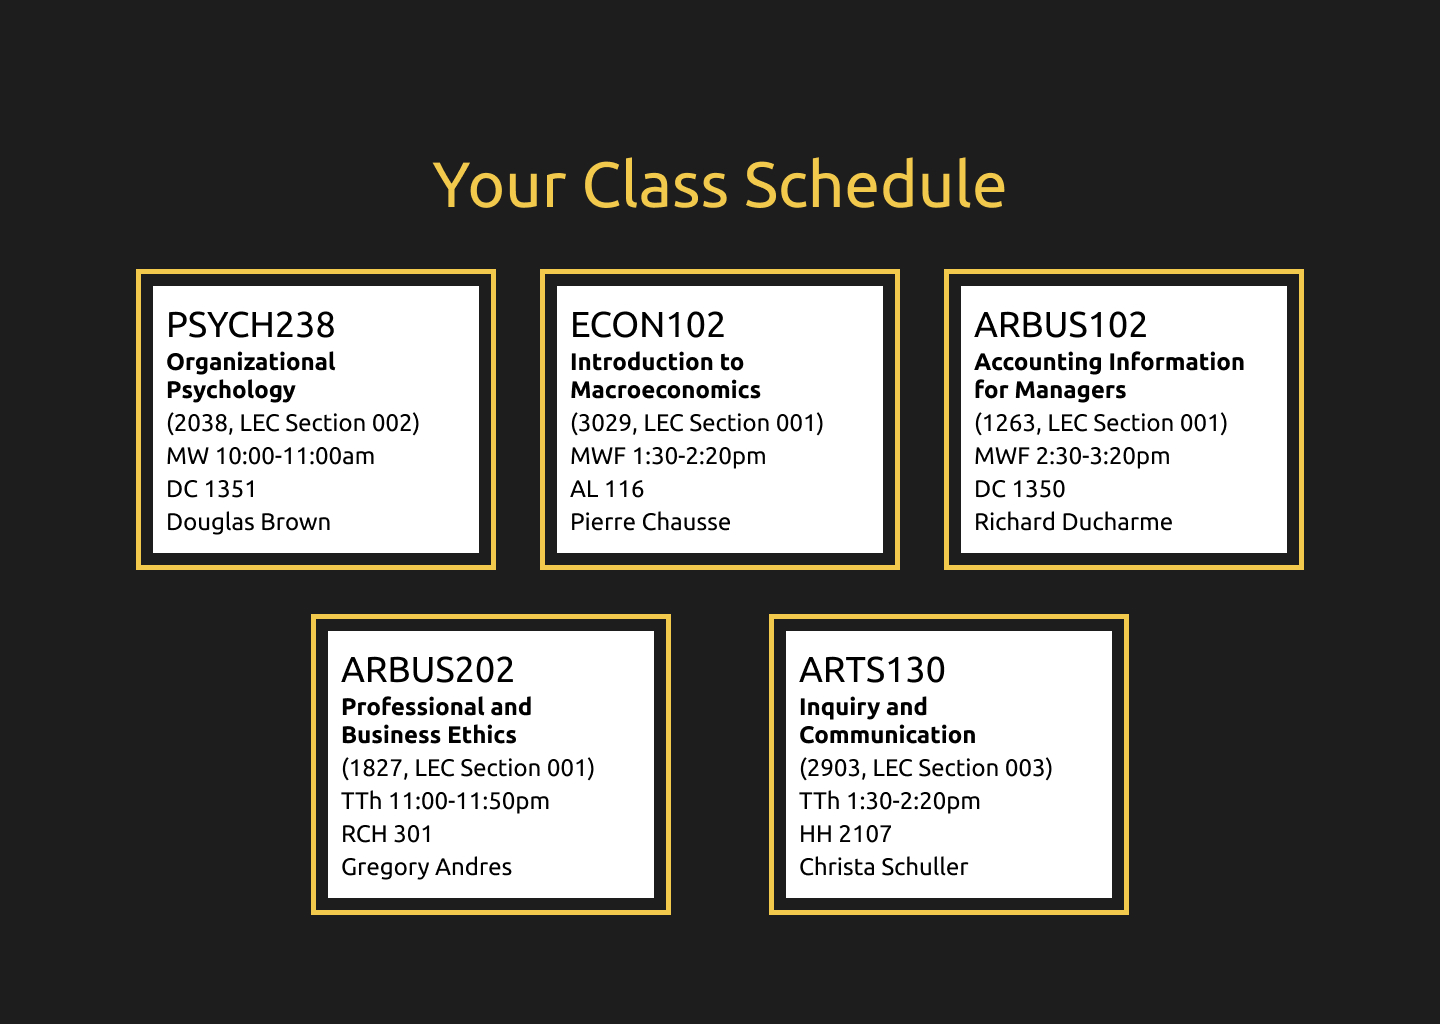 Your Class Schedule
PSYCH238
Organizational
Psychology
(2038, LEC Section 002)
MW 10:00-11:00am
DC 1351
Douglas Brown
ECON102
Introduction to
Macroeconomics
(3029, LEC Section 001)
MWF 1:30-2:20pm
AL 116
Pierre Chausse
ARBUS102
Accounting Information
for Managers
(1263, LEC Section 001)
MWF 2:30-3:20pm
DC 1350
Richard Ducharme
ARBUS202
Professional and
Business Ethics
(1827, LEC Section 001)
TTh 11:00-11:50pm
RCH 301
Gregory Andres
ARTS130
Inquiry and
Communication
(2903, LEC Section 003)
TTh 1:30-2:20pm
HH 2107
Christa Schuller